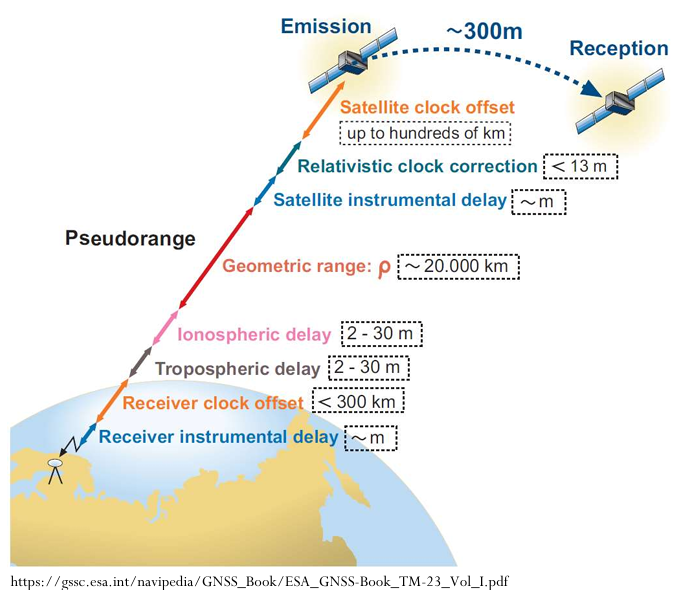 Emission
~300m
Reception
Satellite clock offset
up to hundreds of km
Relativistic clock correction < 13 m
Satellite instrumental delay ~m
Pseudorange
Geometric range: ρ ~ 20.000 km
Ionospheric delay 2 - 30 m
Tropospheric delay 2 - 30 m
Receiver clock offset < 300 km
Receiver instrumental delay ~m
https://gssc.esa.int/navipedia/GNSS_Book/ESA_GNSS-Book_TM-23_Vol_I.pdf